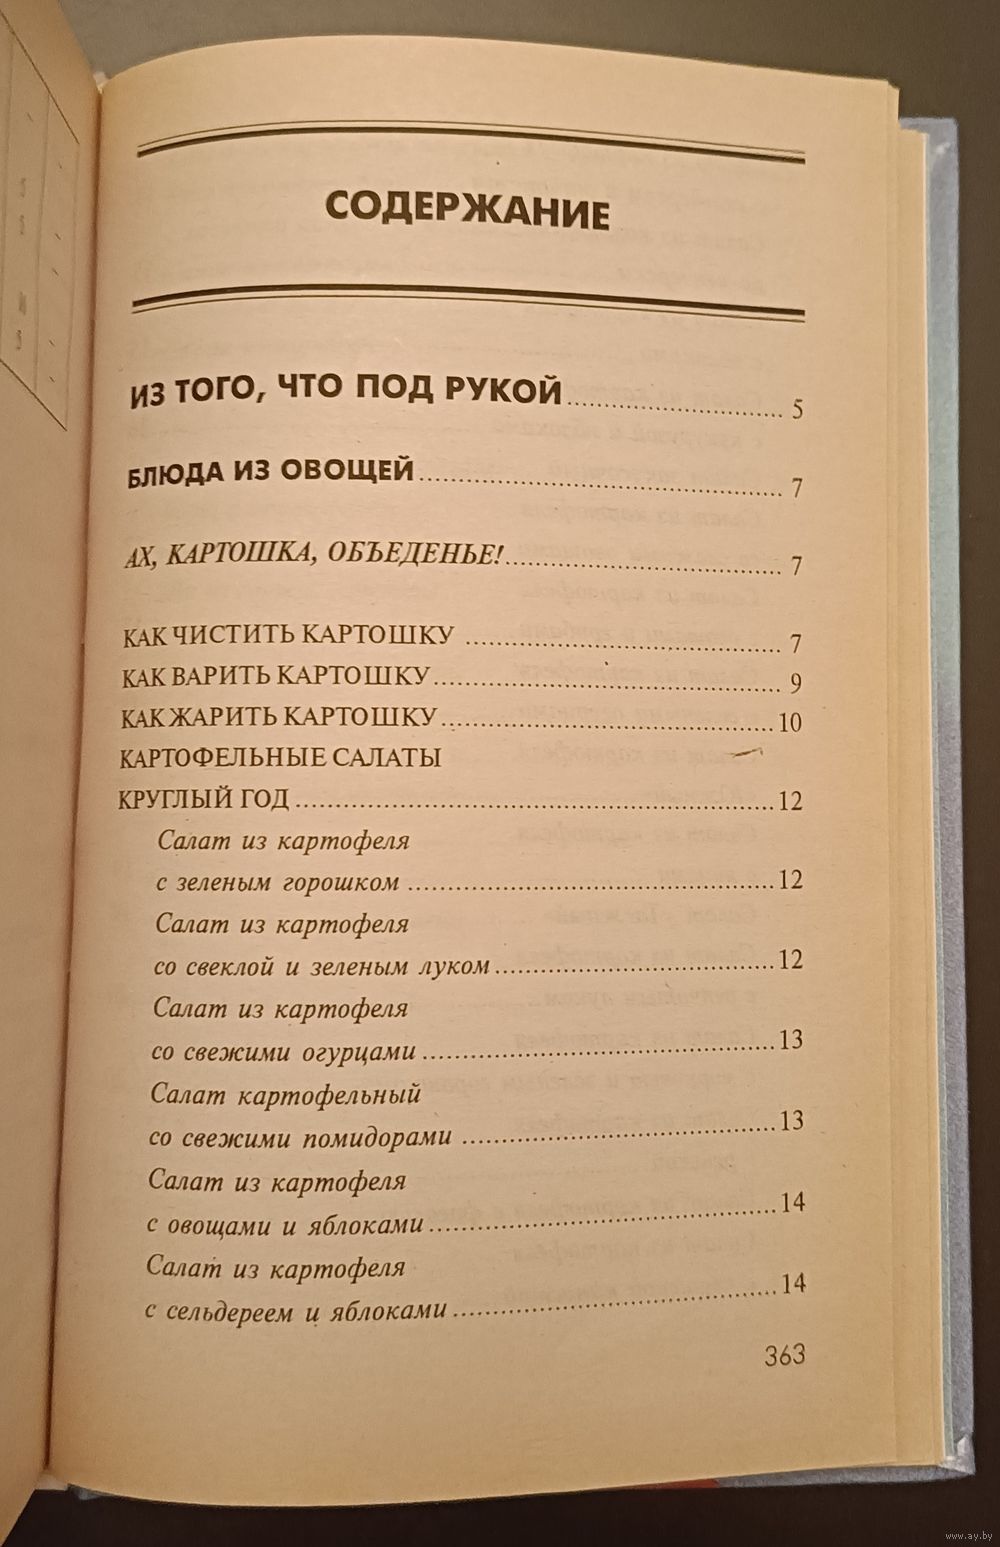 СОДЕРЖАНИЕ
ИЗ ТОГО, ЧТО ПОД РУКОЙ.......................... 5
БЛЮДА ИЗ ОВОЩЕЙ.......................... 7
АХ, КАРТОШКА, ОБЪЕДЕНЬЕ!.......................... 7
КАК ЧИСТИТЬ КАРТОШКУ .......................... 7
КАК ВАРИТЬ КАРТОШКУ.......................... 9
КАК ЖАРИТЬ КАРТОШКУ.......................... 10
КАРТОФЕЛЬНЫЕ САЛАТЫ
КРУГЛЫЙ ГОД.......................... 12
Салат из картофеля
с зеленым горошком .......................... 12
Салат из картофеля
со свеклой и зеленым луком.......................... 12
Салат из картофеля
со свежими огурцами.......................... 13
Салат картофельный
со свежими помидорами .......................... 13
Салат из картофеля
с овощами и яблоками.......................... 14
Салат из картофеля
с сельдереем и яблоками.......................... 14
363
www.ay.by